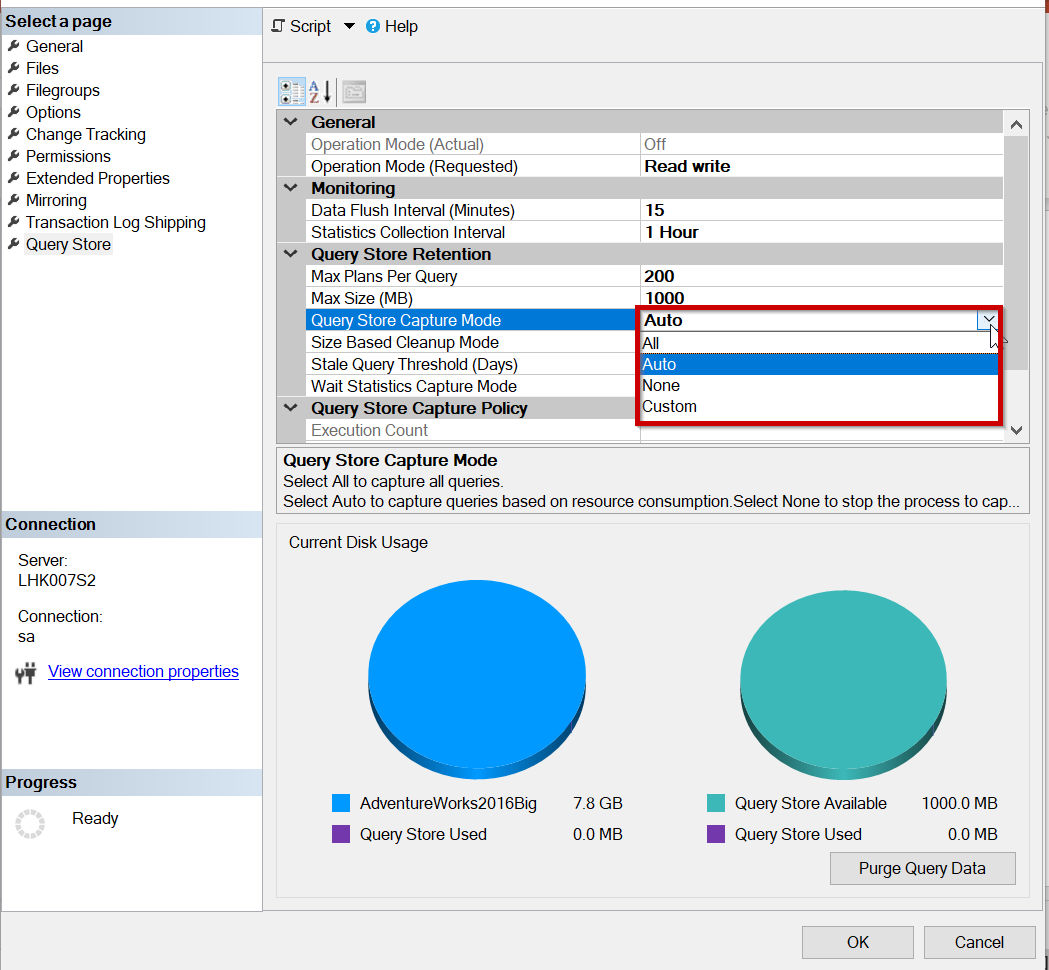 Select a page
General
Files
Filegroups
Options
Change Tracking
Permissions
Extended Properties
Mirroring
Transaction Log Shipping
Query Store
Connection
Server:
LHK007S2
Connection:
sa
View connection properties
Progress
Ready
Script Help
A
Z
General
Operation Mode (Actual) Off
Operation Mode (Requested) Read write
Monitoring
Data Flush Interval (Minutes) 15
Statistics Collection Interval 1 Hour
Query Store Retention
Max Plans Per Query 200
Max Size (MB) 1000
Query Store Capture Mode Auto
Size Based Cleanup Mode All
Stale Query Threshold (Days) Auto
Wait Statistics Capture Mode None
Query Store Capture Policy Custom
Execution Count
Query Store Capture Mode
Select All to capture all queries.
Select Auto to capture queries based on resource consumption.Select None to stop the process to cap...
Current Disk Usage
AdventureWorks2016Big 7.8 GB
Query Store Used 0.0 MB
Query Store Available 1000.0 MB
Query Store Used 0.0 MB
Purge Query Data
OK Cancel